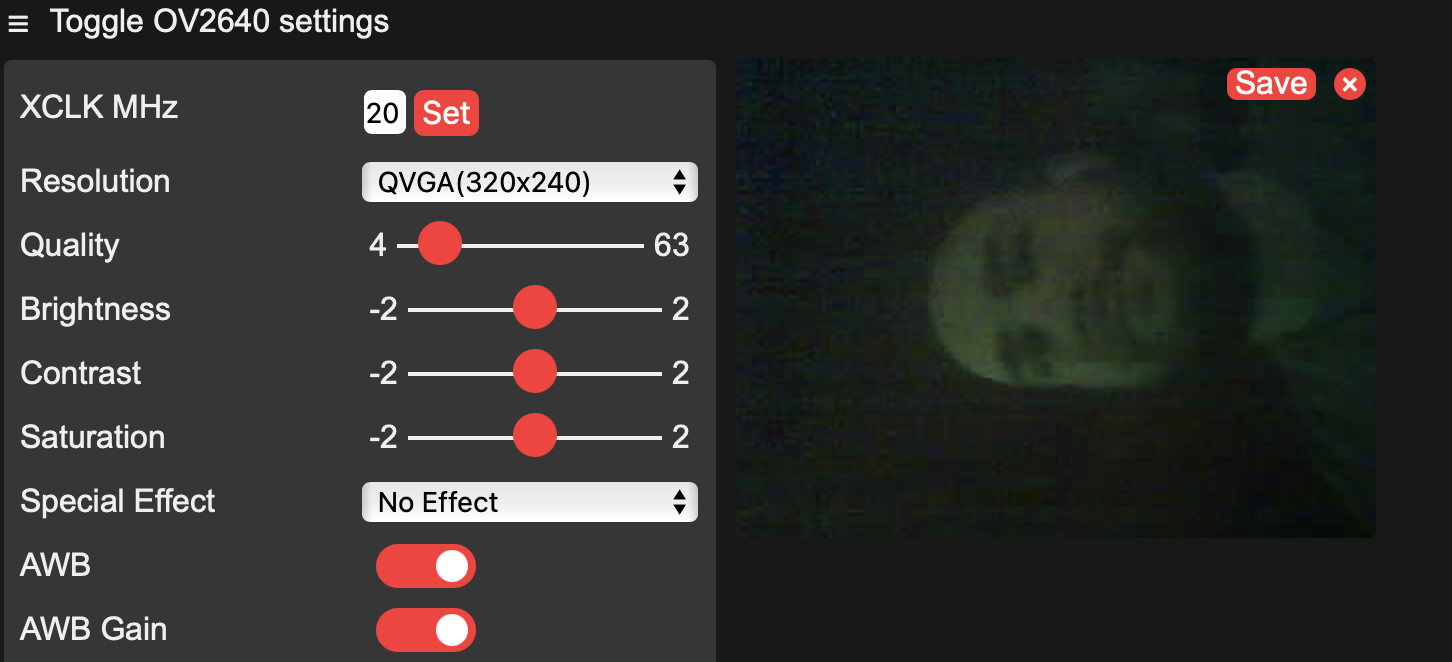 ≡ Toggle OV2640 settings
XCLK MHz 20 Set
Resolution QVGA(320x240)
Quality 4 63
Brightness -2 2
Contrast -2 2
Saturation -2 2
Special Effect No Effect
AWB
AWB Gain
Save ×